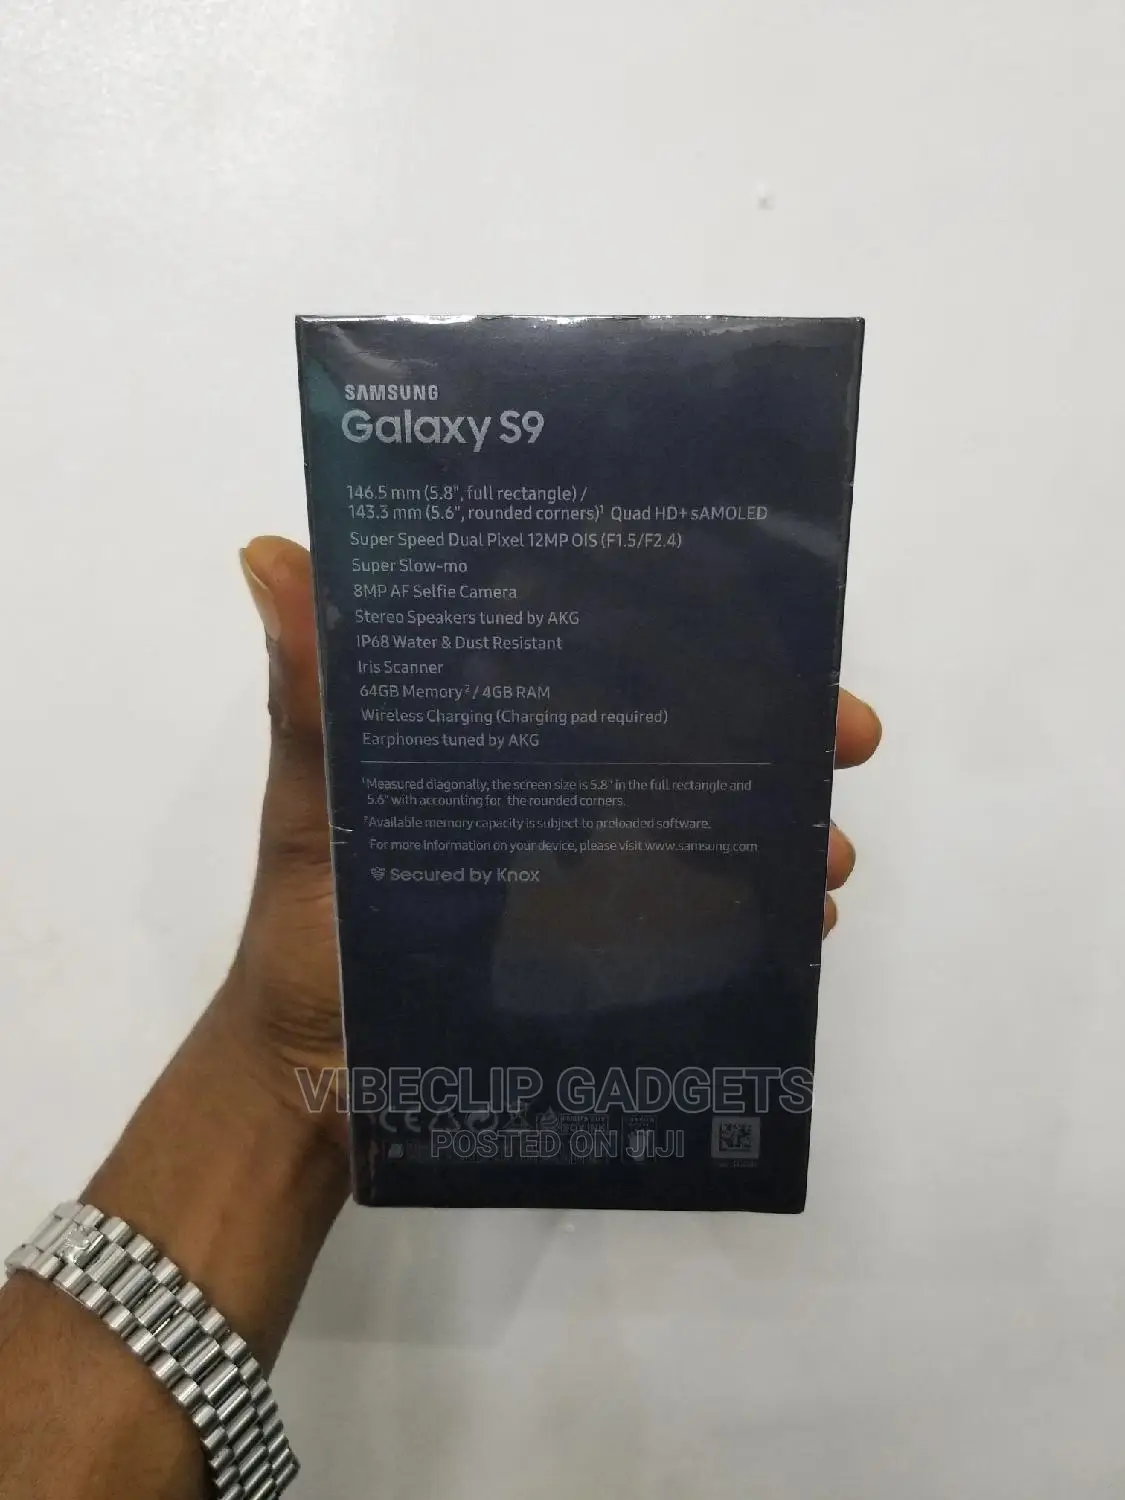 SAMSUNG
Galaxy S9
146.5 mm (5.8", full rectangle) /
143.3 mm (5.6", rounded corners)¹ Quad HD+ sAMOLED
Super Speed Dual Pixel 12MP OIS (F1.5/F2.4)
Super Slow-mo
8MP AF Selfie Camera
Stereo Speakers tuned by AKG
IP68 Water & Dust Resistant
Iris Scanner
64GB Memory² / 4GB RAM
Wireless Charging (Charging pad required)
Earphones tuned by AKG
¹Measured diagonally, the screen size is 5.8" in the full rectangle and
5.6" with accounting for the rounded corners.
²Available memory capacity is subject to preloaded software.
For more information on your device, please visit www.samsung.com
Secured by Knox
VIBECLIP GADGETS
CE
POSTED ON JIJI